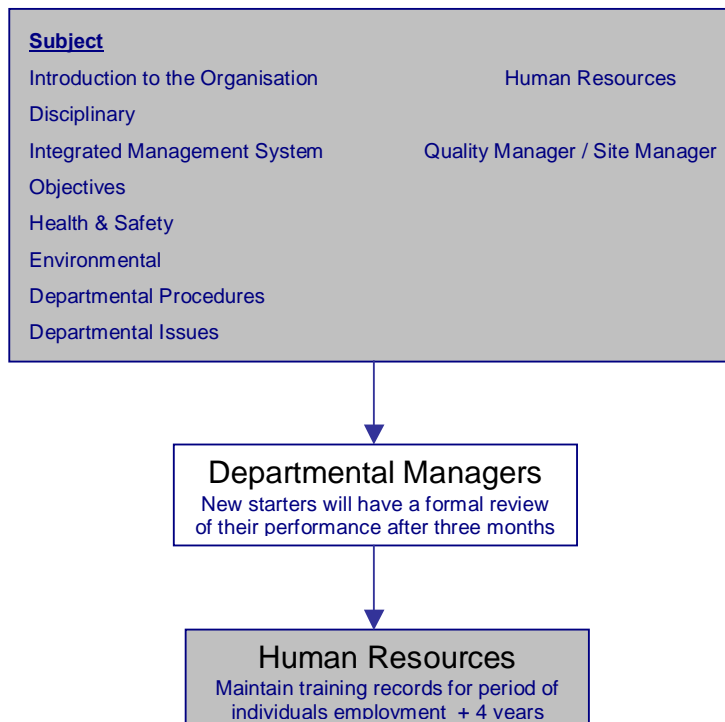 Subject
Introduction to the Organisation Human Resources
Disciplinary
Integrated Management System Quality Manager / Site Manager
Objectives
Health & Safety
Environmental
Departmental Procedures
Departmental Issues
Departmental Managers
New starters will have a formal review
of their performance after three months
Human Resources
Maintain training records for period of
individuals employment + 4 years